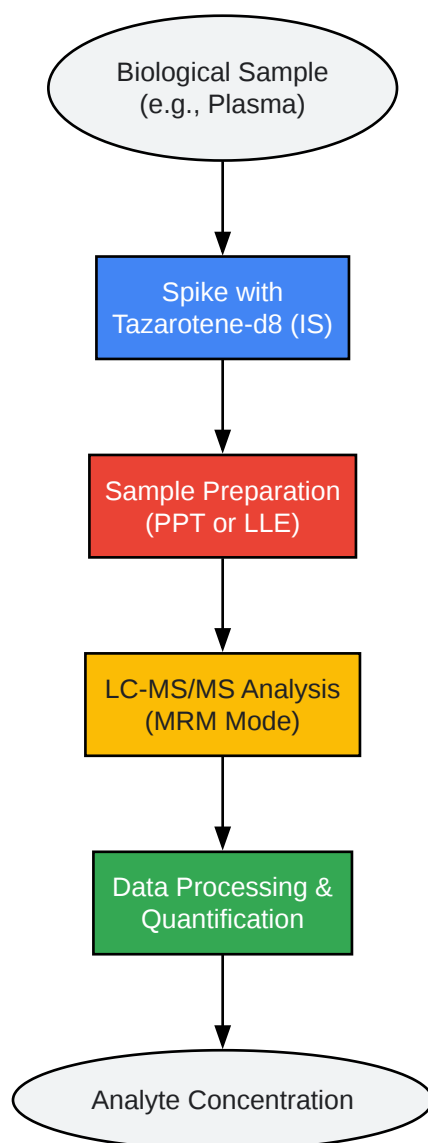 Biological Sample
(e.g., Plasma)
Spike with
Tazarotene-d8 (IS)
Sample Preparation
(PPT or LLE)
LC-MS/MS Analysis
(MRM Mode)
Data Processing &
Quantification
Analyte Concentration